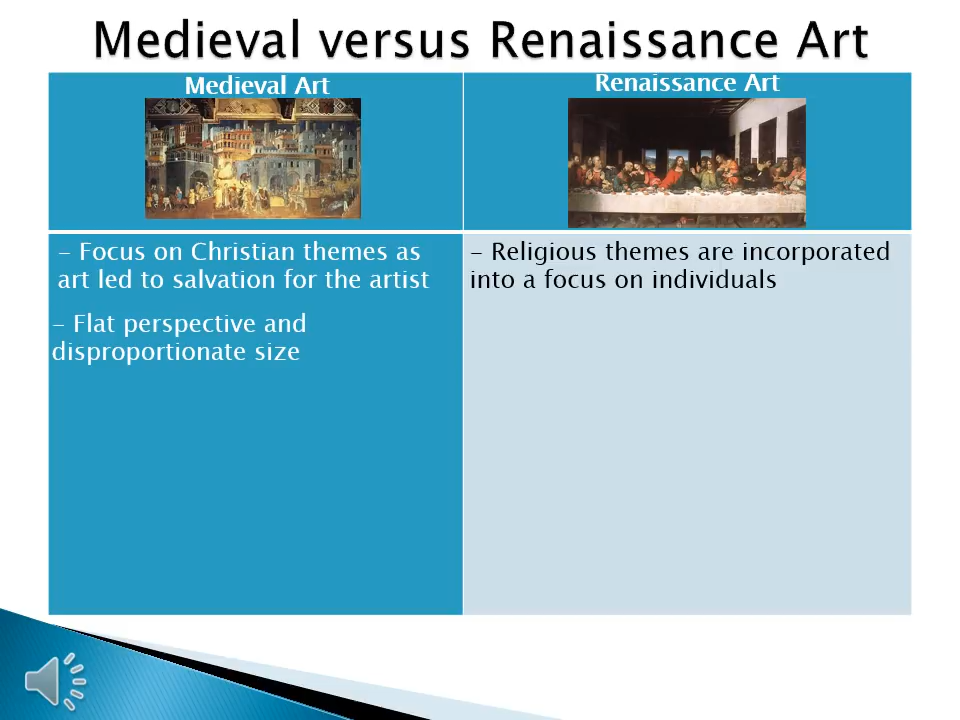 Medieval versus Renaissance Art
Medieval Art
Renaissance Art
- Focus on Christian themes as
art led to salvation for the artist
- Flat perspective and
disproportionate size
- Religious themes are incorporated
into a focus on individuals